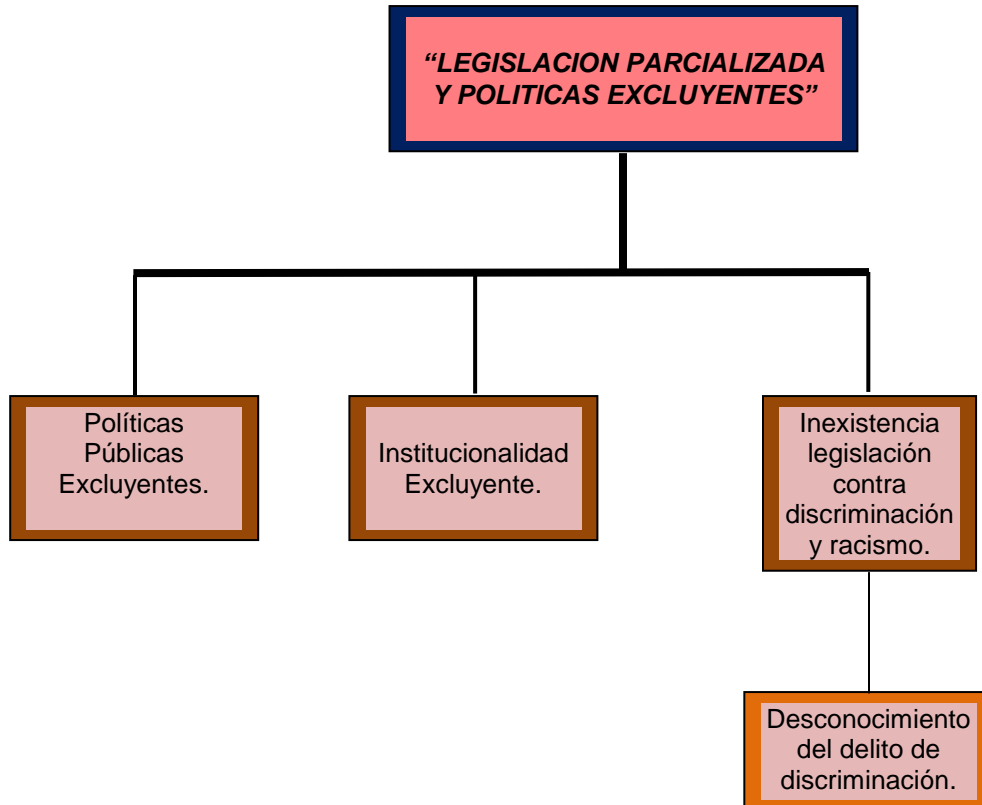 “LEGISLACION PARCIALIZADA
Y POLITICAS EXCLUYENTES”
Políticas
Públicas
Excluyentes.
Institucionalidad
Excluyente.
Inexistencia
legislación
contra
discriminación
y racismo.
Desconocimiento
del delito de
discriminación.